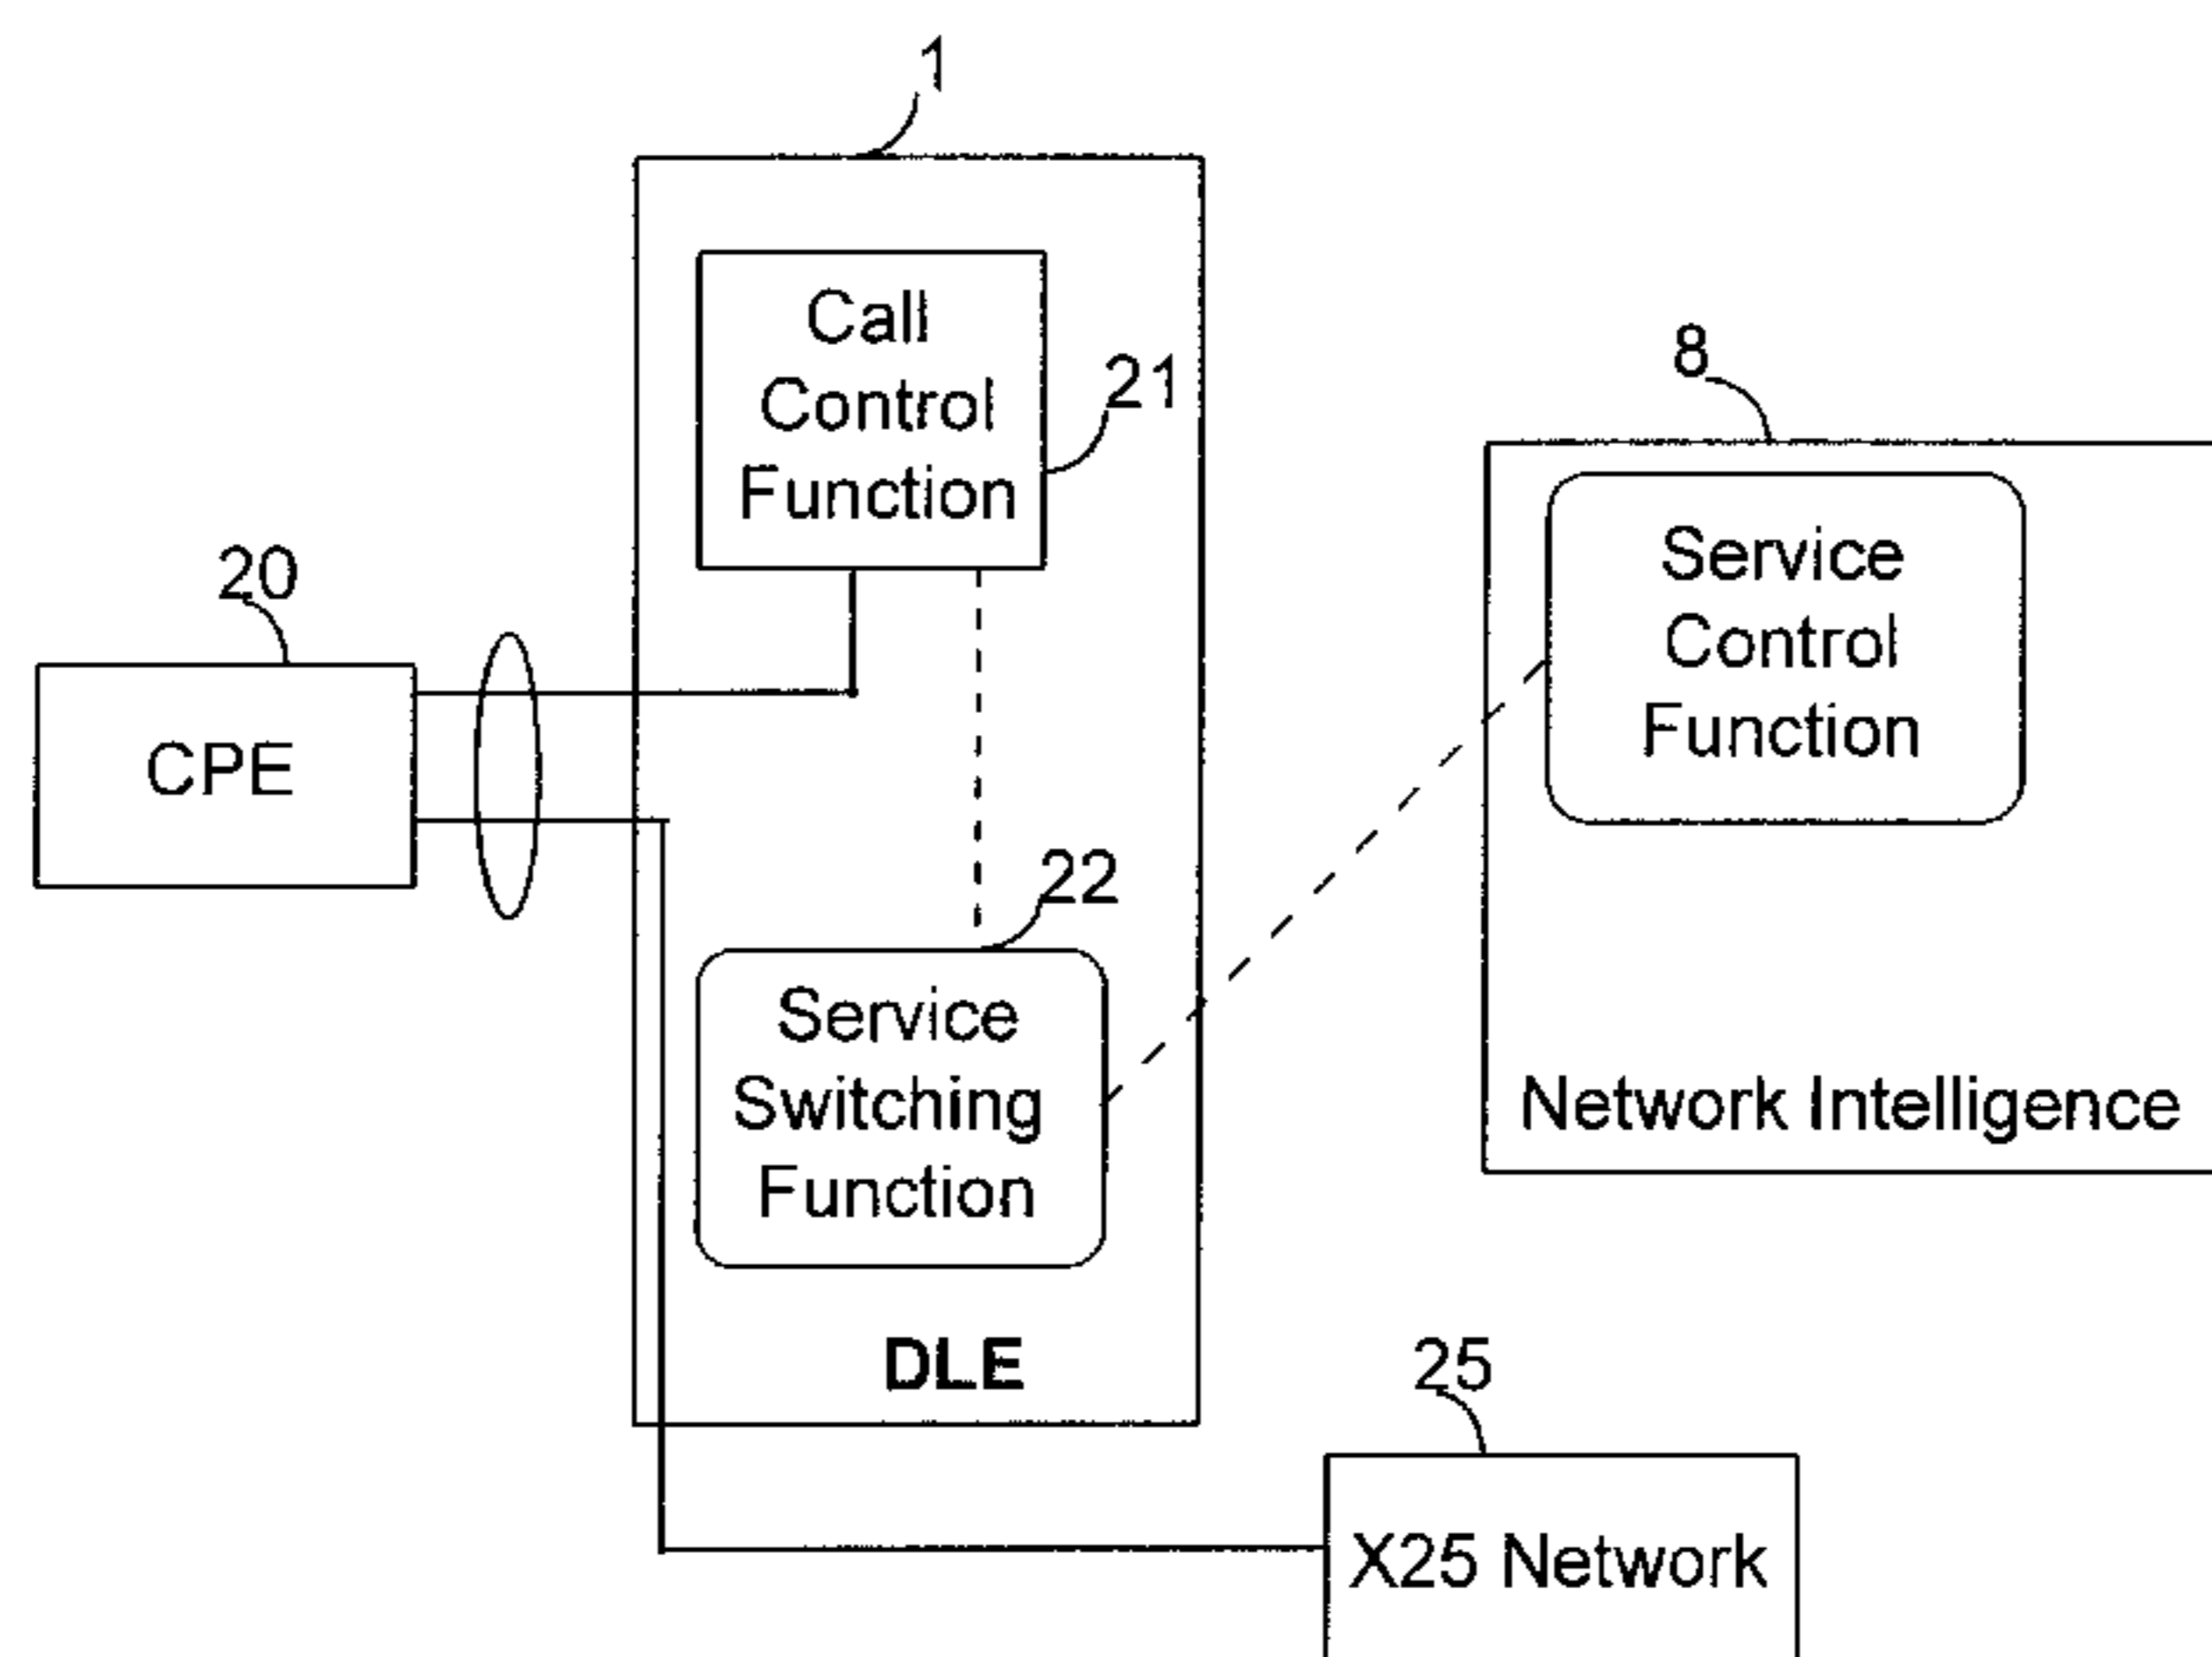 1
Call
Control
Function
21
8
Service
Control
Function
20
CPE
22
Service
Switching
Function
Network Intelligence
DLE
25
X25 Network